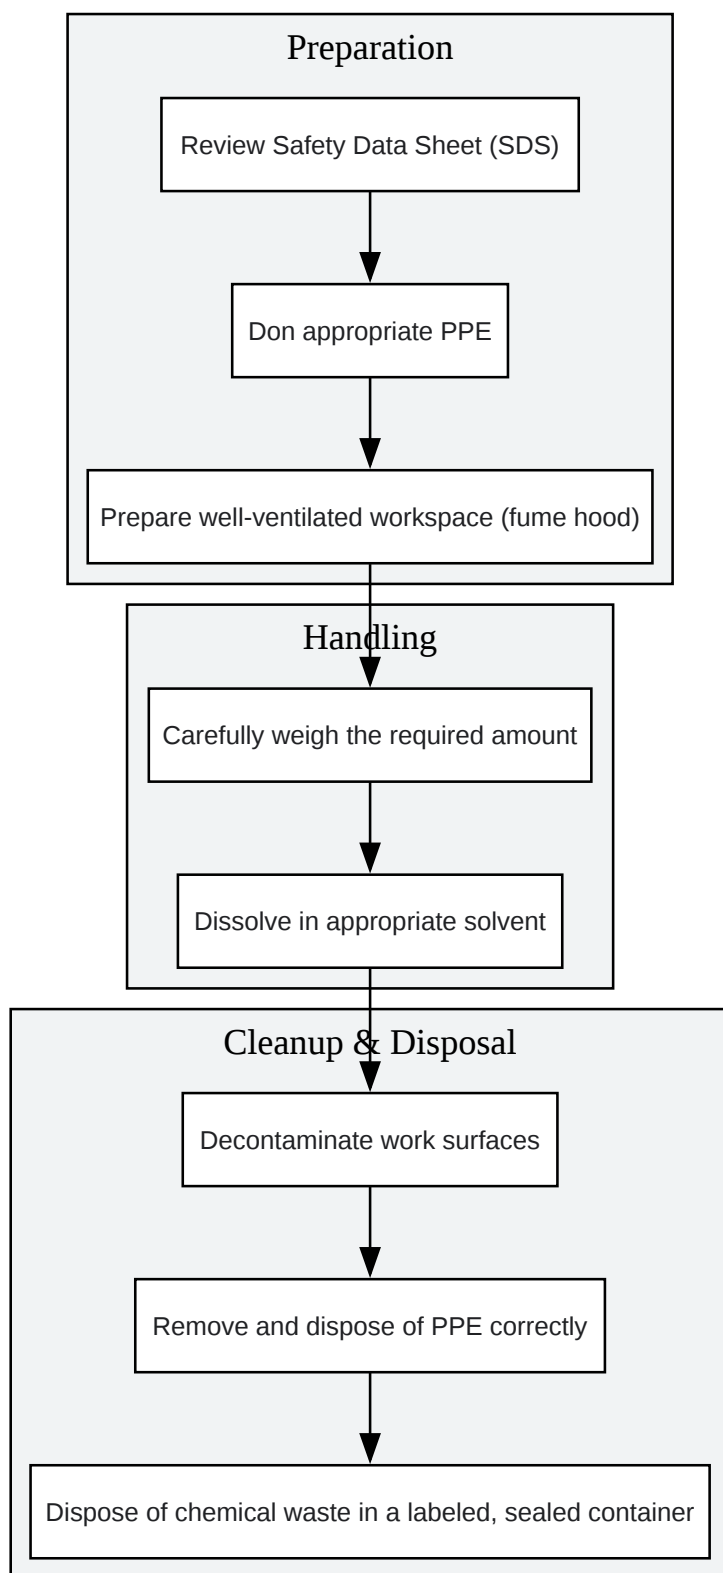 Preparation
Review Safety Data Sheet (SDS)
Don appropriate PPE
Prepare well-ventilated workspace (fume hood)
Handling
Carefully weigh the required amount
Dissolve in appropriate solvent
Cleanup & Disposal
Decontaminate work surfaces
Remove and dispose of PPE correctly
Dispose of chemical waste in a labeled, sealed container